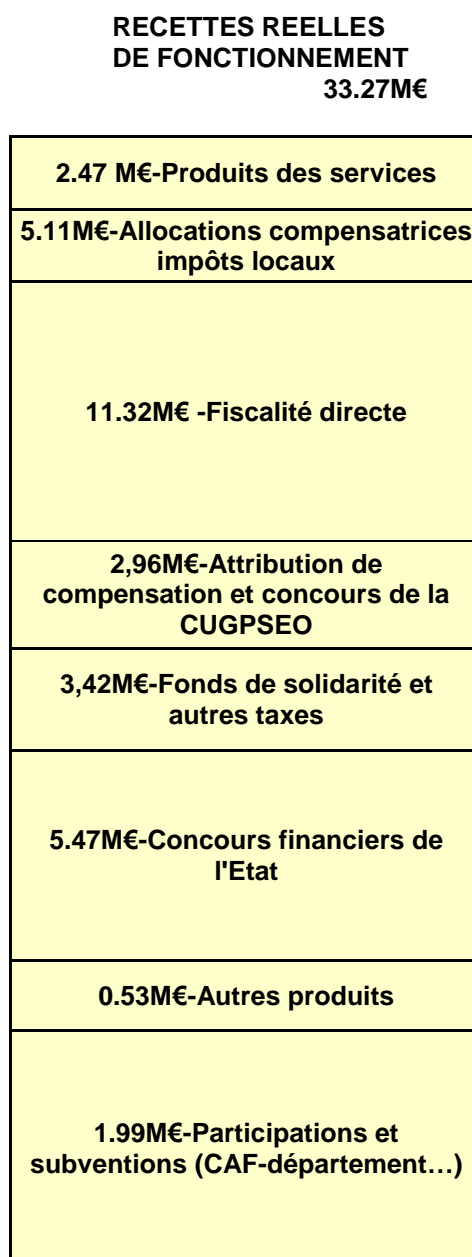 RECETTES REELLES
DE FONCTIONNEMENT
33.27M€
2.47 M€-Produits des services
5.11M€-Allocations compensatrices
impôts locaux
11.32M€ -Fiscalité directe
2,96M€-Attribution de
compensation et concours de la
CUGPSEO
3,42M€-Fonds de solidarité et
autres taxes
5.47M€-Concours financiers de
l'Etat
0.53M€-Autres produits
1.99M€-Participations et
subventions (CAF-département…)